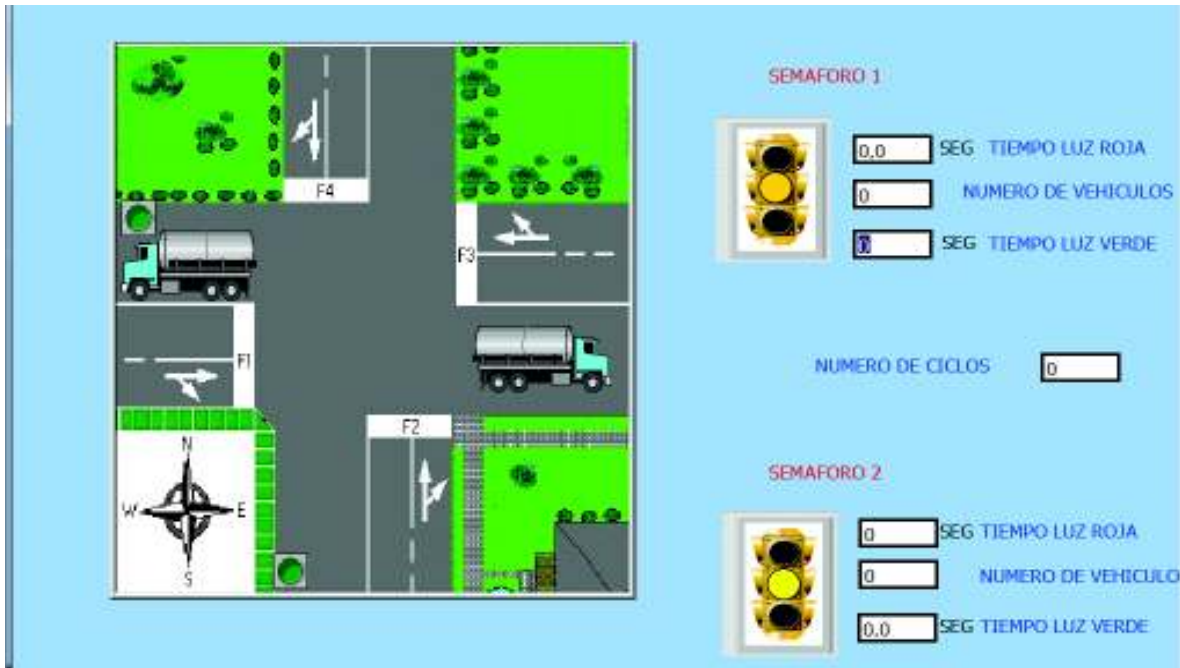 SEMAFORO 1
0,0 SEG TIEMPO LUZ ROJA
0 NUMERO DE VEHICULOS
0 SEG TIEMPO LUZ VERDE
NUMERO DE CICLOS 0
SEMAFORO 2
0 SEG TIEMPO LUZ ROJA
0 NUMERO DE VEHICULO
0,0 SEG TIEMPO LUZ VERDE
F4
F3
F1
F2
N
W E
S